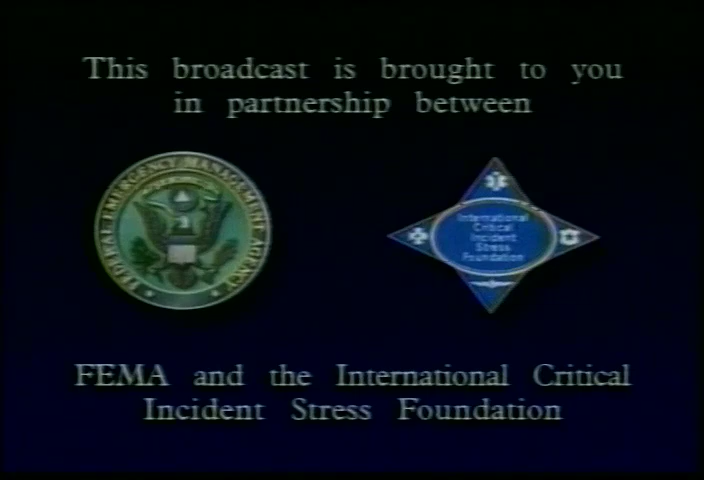 This broadcast is brought to you
in partnership between
FEDERAL EMERGENCY MANAGEMENT AGENCY
International
Critical
Incident
Stress
Foundation
FEMA and the International Critical
Incident Stress Foundation